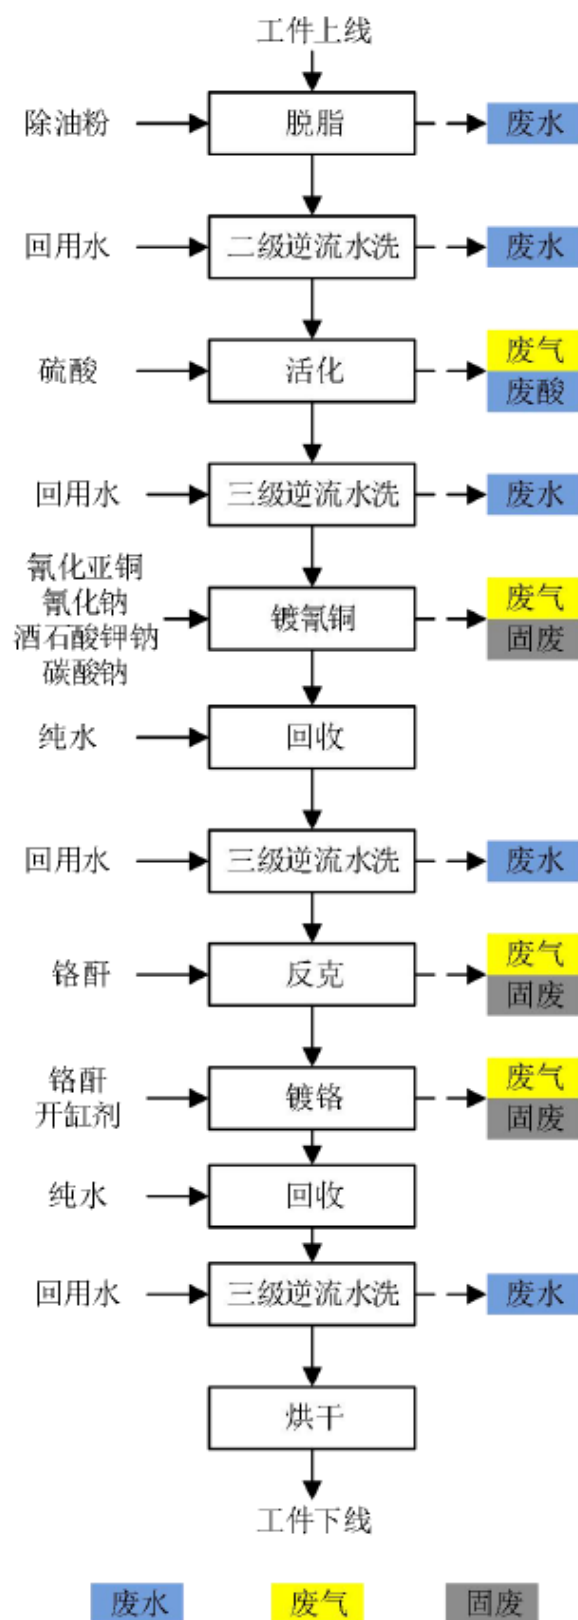 工件上线
除油粉
脱脂
废水
回用水
二级逆流水洗
废水
硫酸
活化
废气
废酸
回用水
三级逆流水洗
废水
氰化亚铜
氰化钠
酒石酸钾钠
碳酸钠
镀氰铜
废气
固废
纯水
回收
回用水
三级逆流水洗
废水
铬酐
反克
废气
固废
铬酐
开缸剂
镀铬
废气
固废
纯水
回收
回用水
三级逆流水洗
废水
烘干
工件下线
废水
废气
固废